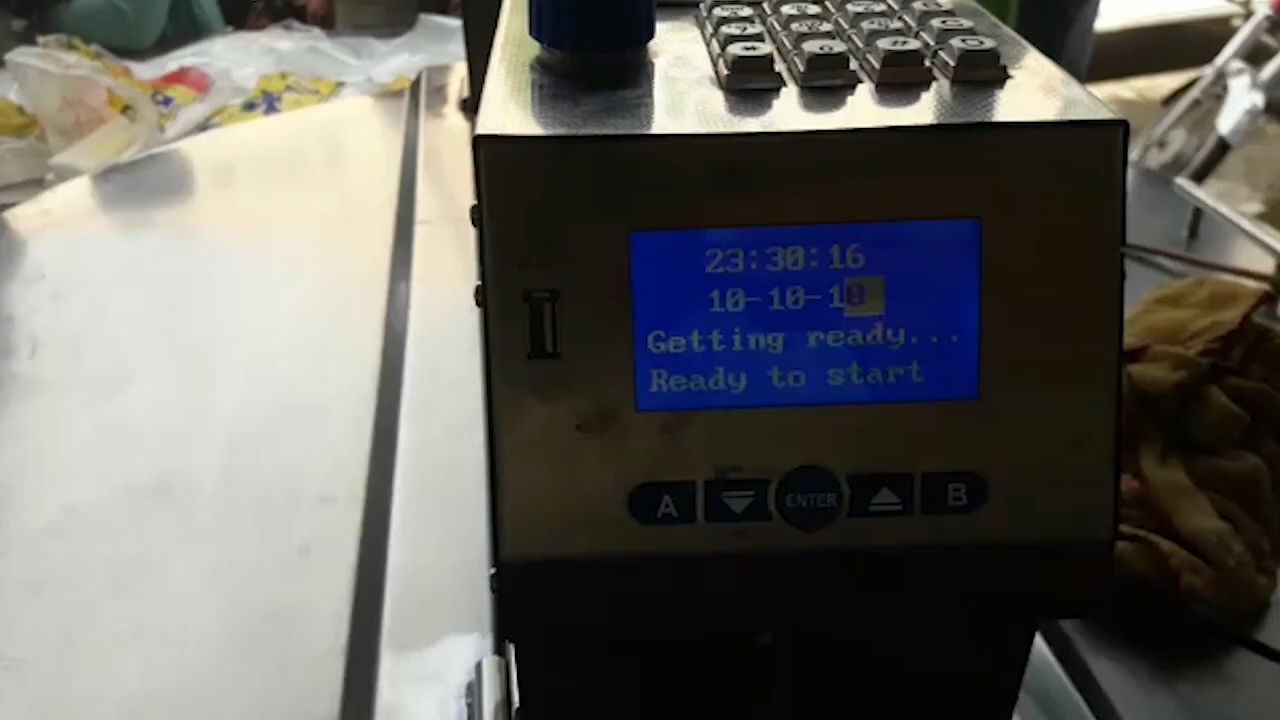 23:30:16
10-10-18
Getting ready...
Ready to start
A ENTER B